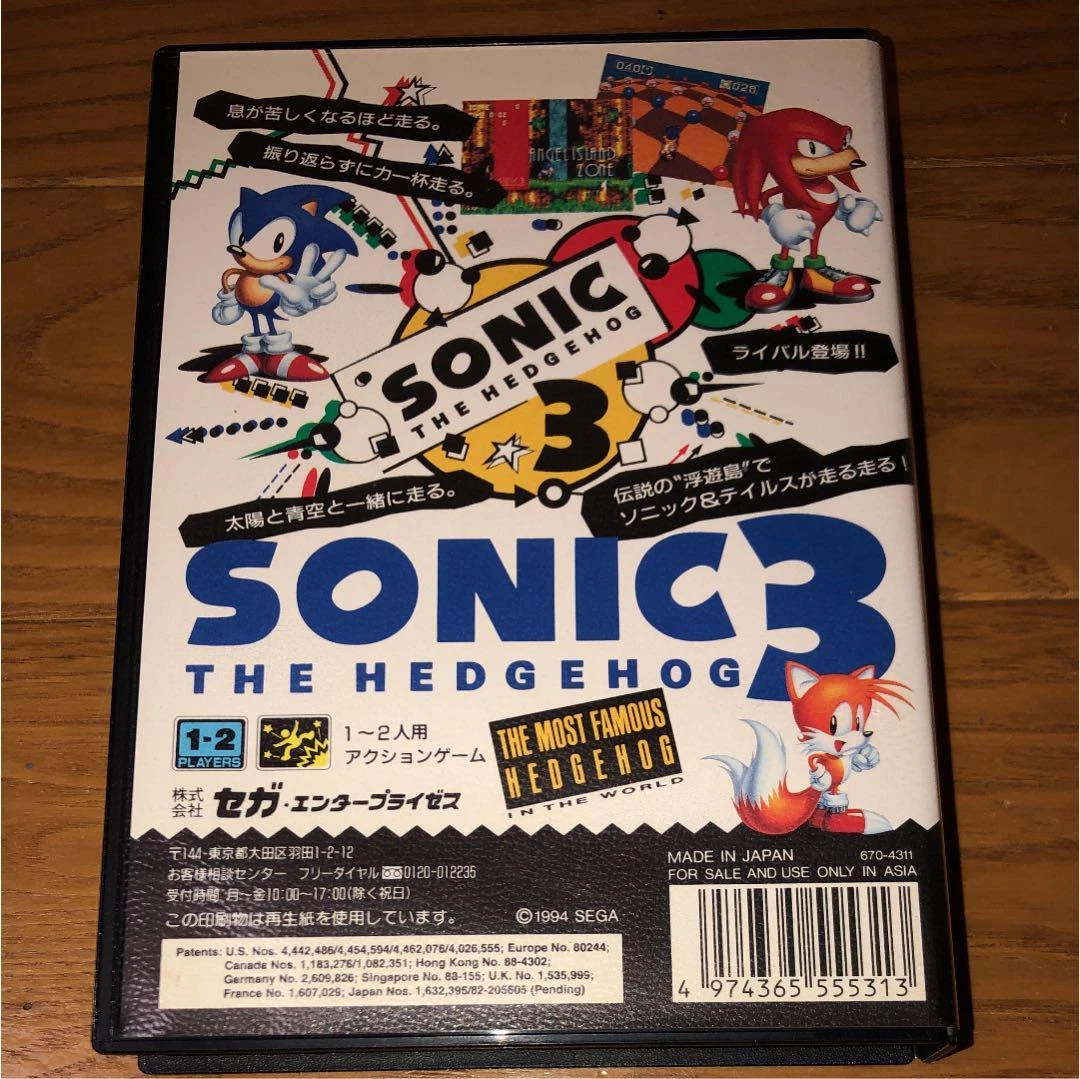 040
028
息が苦しくなるほど走る。
振り返らずに力一杯走る。
ANGEL ISLAND
ZONE
SONIC
THE HEDGEHOG
3
ライバル登場!!
太陽と青空と一緒に走る。
伝説の"浮遊島"で
ソニック&テイルスが走る走る!
SONIC 3
THE HEDGEHOG
1-2
PLAYERS
1〜2人用
アクションゲーム
THE MOST FAMOUS
HEDGEHOG
IN THE WORLD
株式会社 セガ・エンタープライゼス
〒144 東京都大田区羽田1-2-12
お客様相談センター フリーダイヤル 0120-012235
受付時間 月〜金10:00〜17:00(除く祝日)
この印刷物は再生紙を使用しています。
©1994 SEGA
MADE IN JAPAN 670-4311
FOR SALE AND USE ONLY IN ASIA
Patents: U.S. Nos. 4,442,486/4,454,594/4,462,076/4,026,555; Europe No. 80244;
Canada Nos. 1,183,276/1,082,351; Hong Kong No. 88-4302;
Germany No. 2,609,826; Singapore No. 88-155; U.K. No. 1,535,999;
France No. 1,607,029; Japan Nos. 1,632,396/82-205605 (Pending)
4 974365 555313